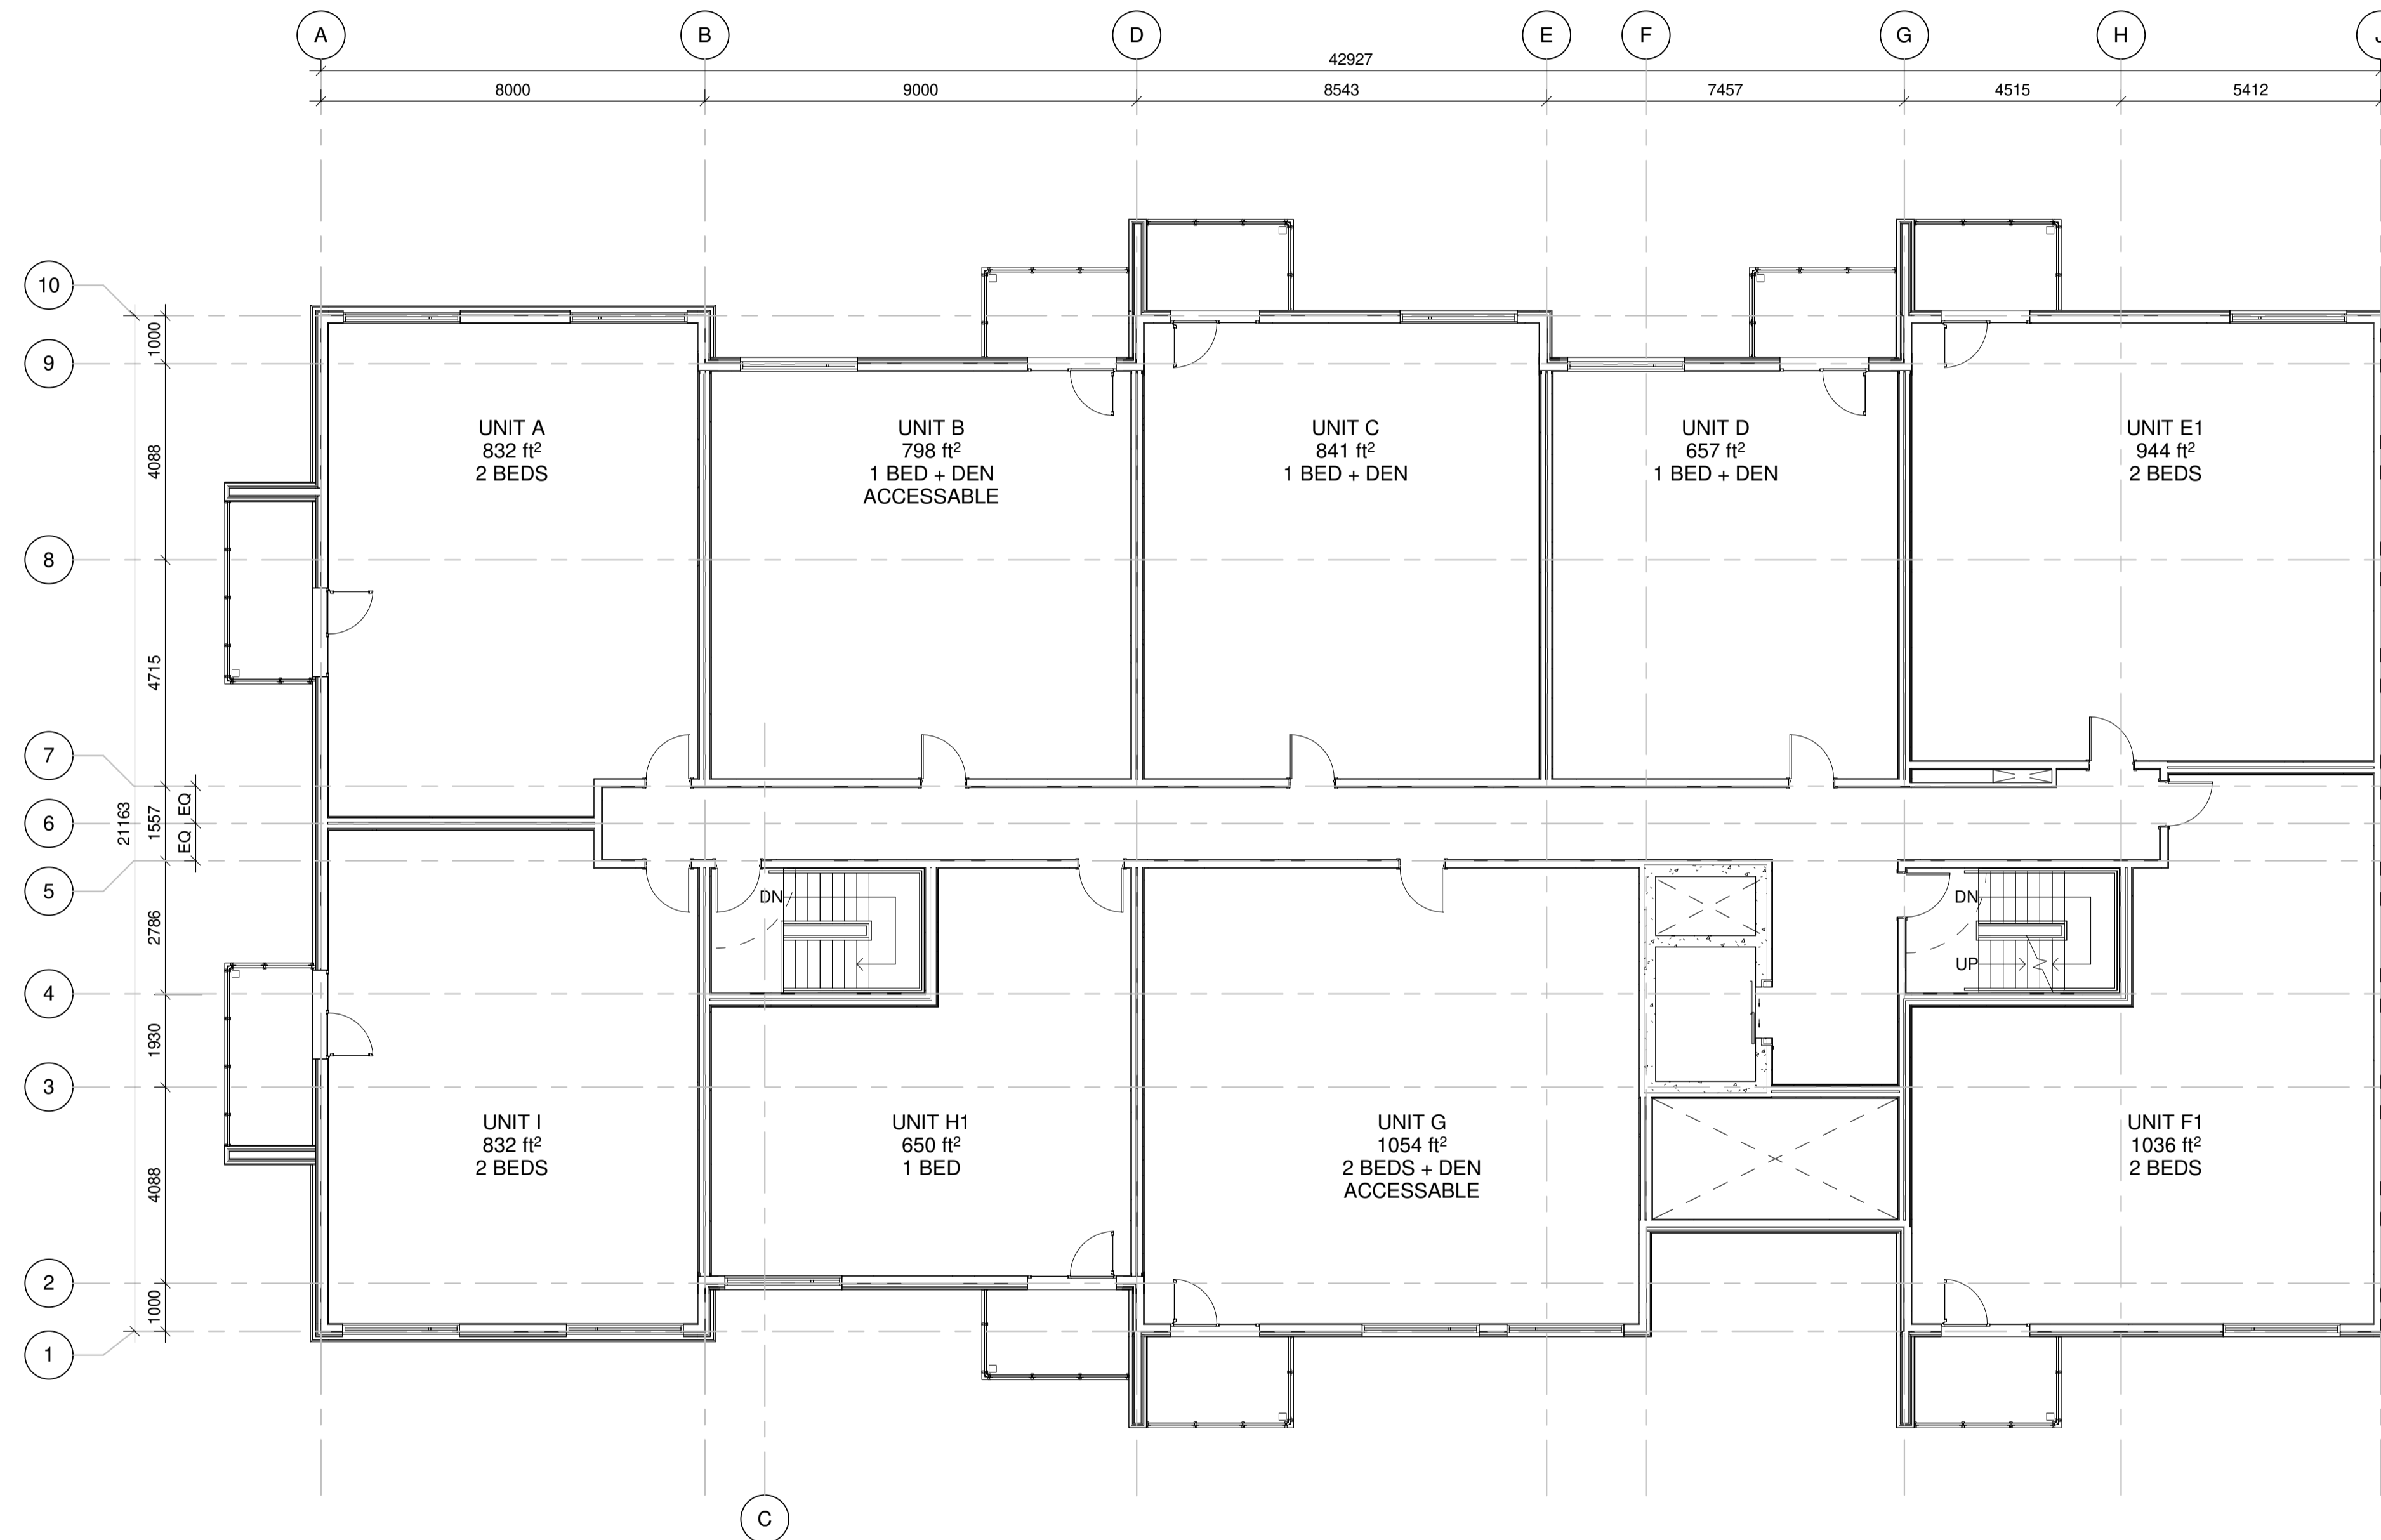 A
B
D
E
F
G
H
42927
8000
9000
8543
7457
4515
5412
10
9
8
7
6
5
4
3
2
1
1000
4088
4715
21163
1557
EQ
EQ
2786
1930
4088
1000
UNIT A
832 ft²
2 BEDS
UNIT B
798 ft²
1 BED + DEN
ACCESSABLE
UNIT C
841 ft²
1 BED + DEN
UNIT D
657 ft²
1 BED + DEN
UNIT E1
944 ft²
2 BEDS
DN
DN
UP
UNIT I
832 ft²
2 BEDS
UNIT H1
650 ft²
1 BED
UNIT G
1054 ft²
2 BEDS + DEN
ACCESSABLE
UNIT F1
1036 ft²
2 BEDS
C